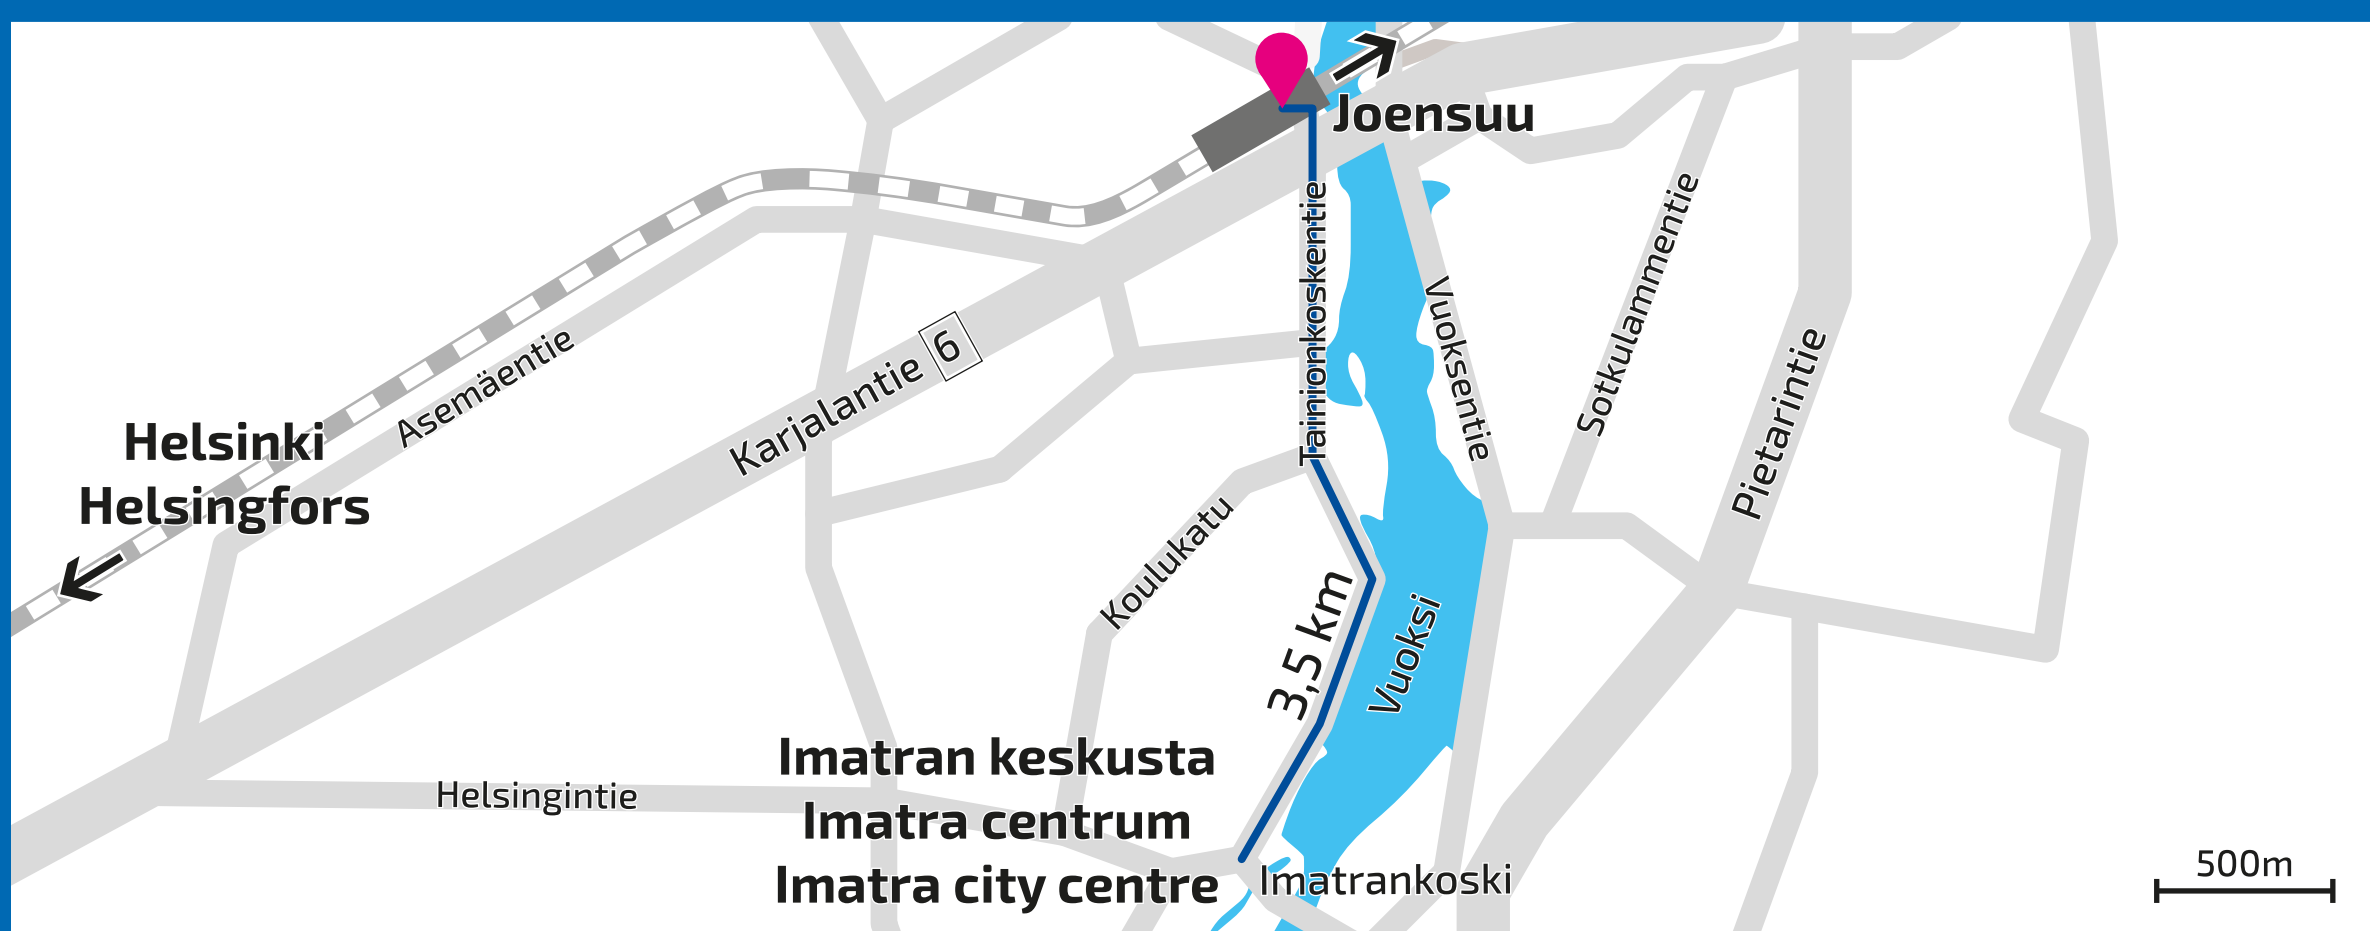 Joensuu
Tainionkoskentie
Vuoksentie
Sotkulammentie
Pietarintie
Karjalantie 6
Asemäentie
Helsinki
Helsingfors
Koulukatu
3,5 km
Vuoksi
Imatran keskusta
Imatra centrum
Imatra city centre
Helsingintie
Imatrankoski
500m